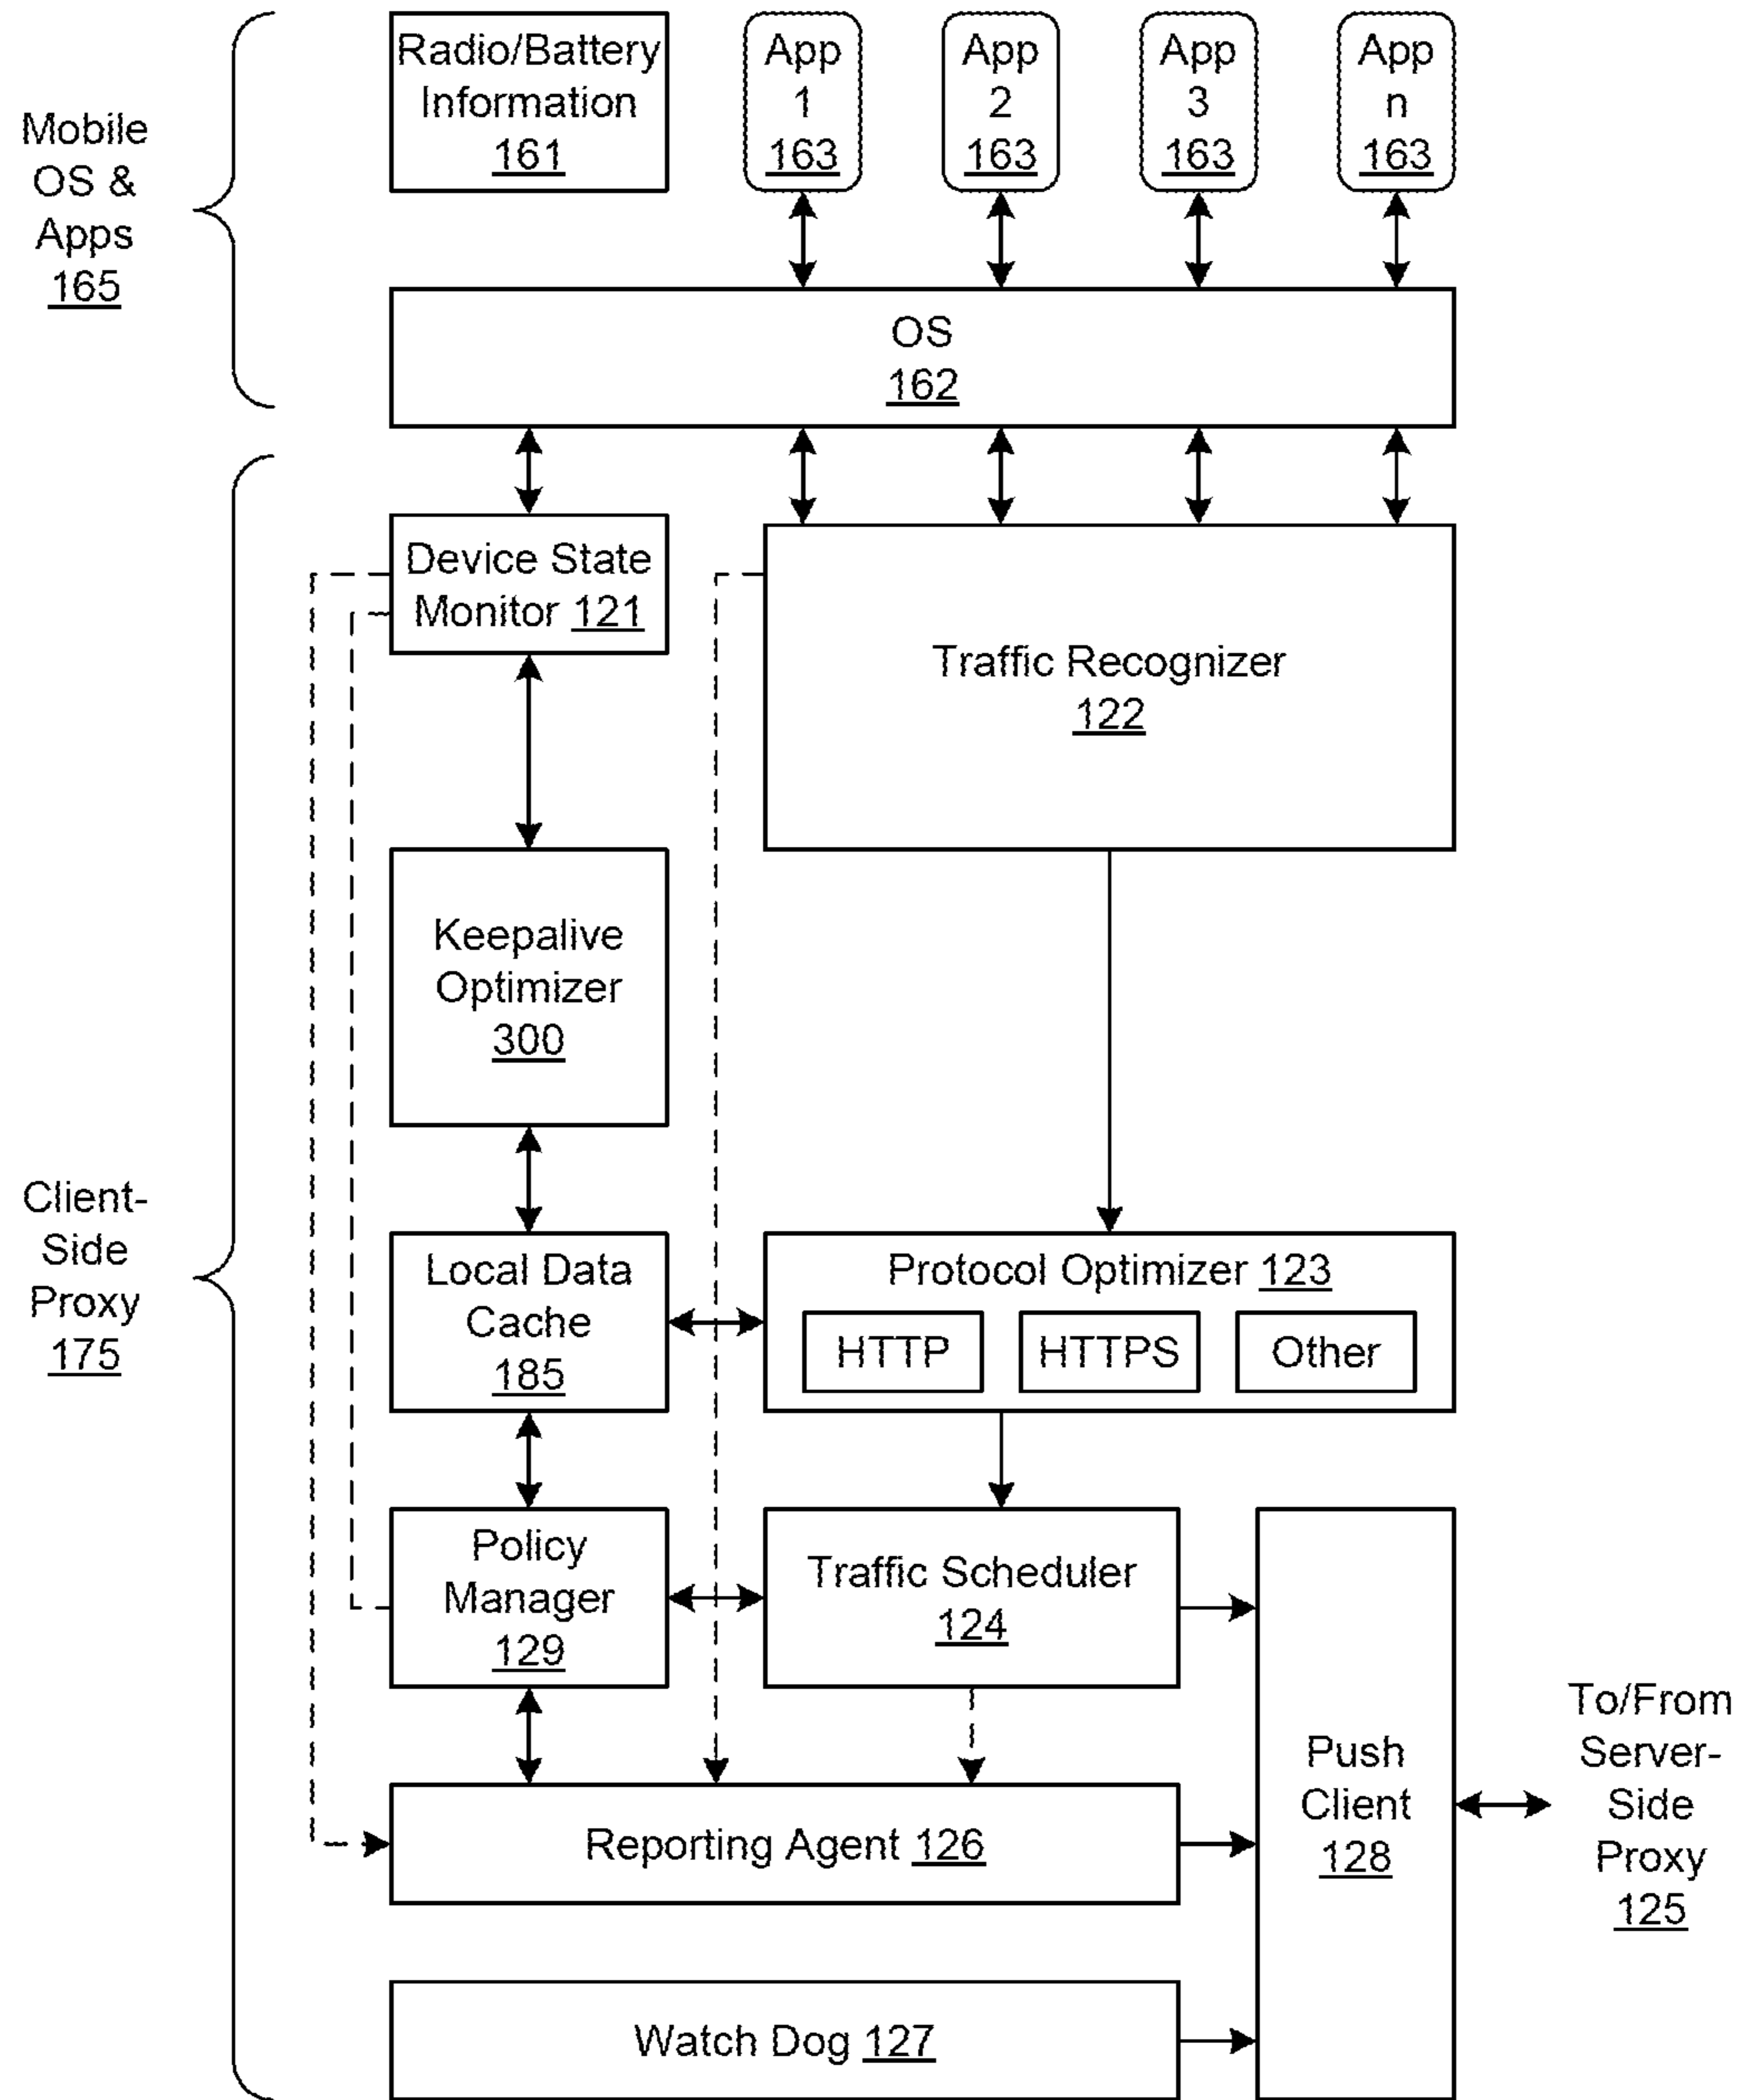 Mobile
OS &
Apps
165
Radio/Battery
Information
161
App
1
163
App
2
163
App
3
163
App
n
163
OS
162
Device State
Monitor 121
Traffic Recognizer
122
Keepalive
Optimizer
300
Client-
Side
Proxy
175
Local Data
Cache
185
Protocol Optimizer 123
HTTP
HTTPS
Other
Policy
Manager
129
Traffic Scheduler
124
Push
Client
128
To/From
Server-
Side
Proxy
125
Reporting Agent 126
Watch Dog 127